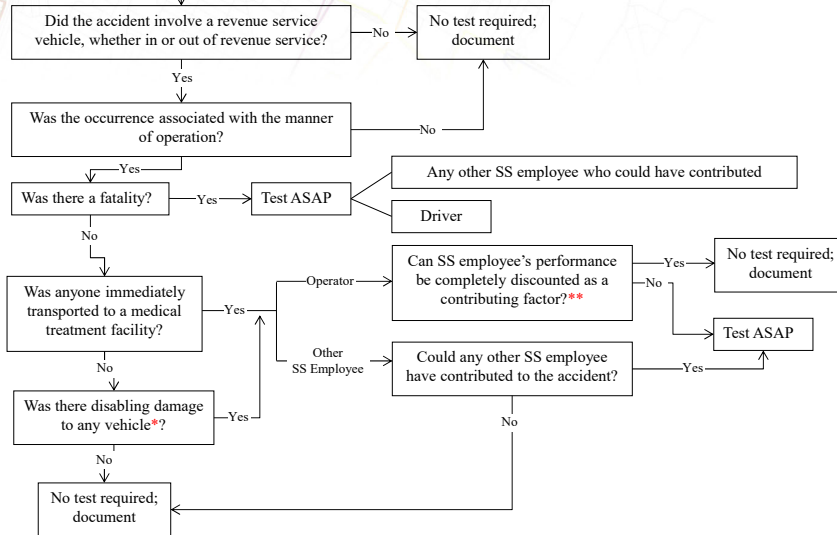 Did the accident involve a revenue service
vehicle, whether in or out of revenue service?
No
No test required;
document
Yes
Was the occurrence associated with the manner
of operation?
No
Yes
Was there a fatality?
Yes
Test ASAP
Any other SS employee who could have contributed
Driver
No
Was anyone immediately
transported to a medical
treatment facility?
Yes
Operator
Can SS employee’s performance
be completely discounted as a
contributing factor?**
Yes
No test required;
document
No
Test ASAP
Other
SS Employee
Could any other SS employee
have contributed to the accident?
Yes
No
No
Was there disabling damage
to any vehicle*?
Yes
No
No test required;
document